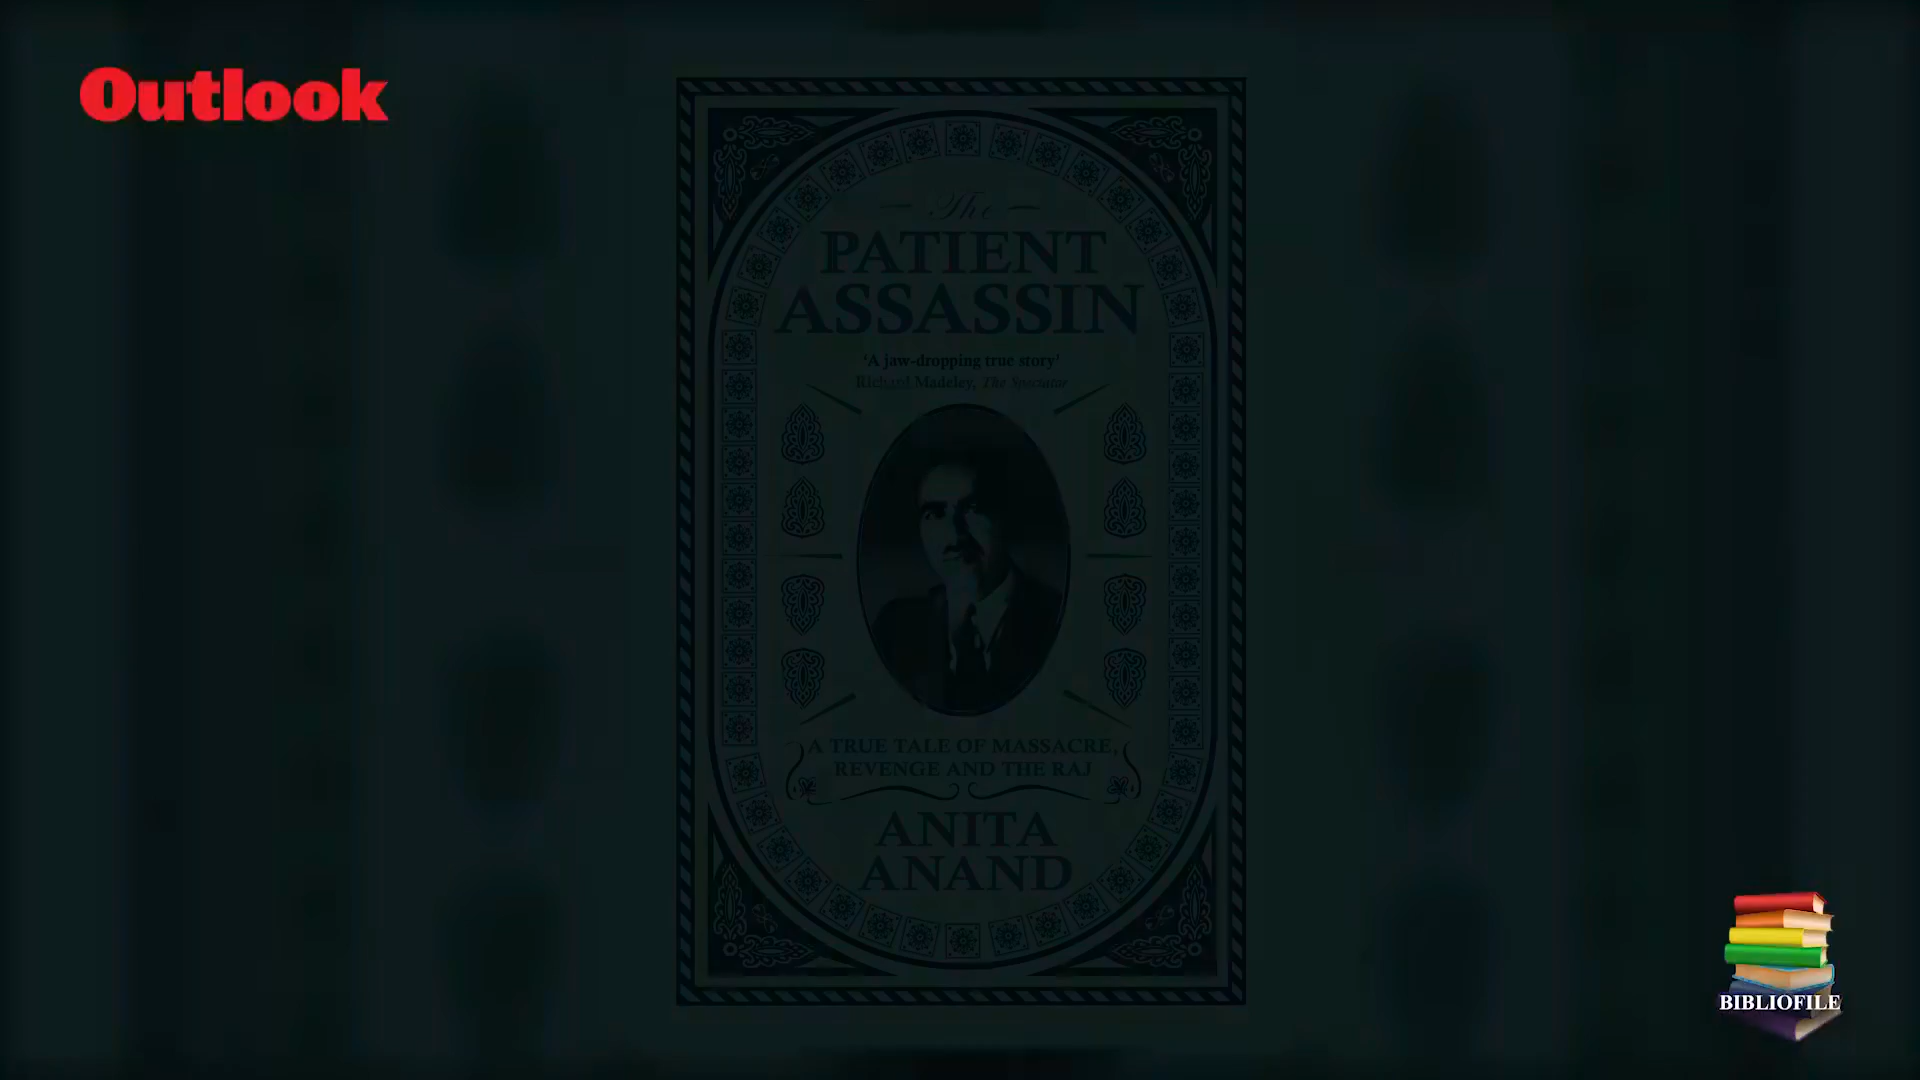 Outlook
The
PATIENT
ASSASSIN
'A jaw-dropping true story'
Richard Madeley, The Spectator
A TRUE TALE OF MASSACRE,
REVENGE AND THE RAJ
ANITA
ANAND
BIBLIOFILE